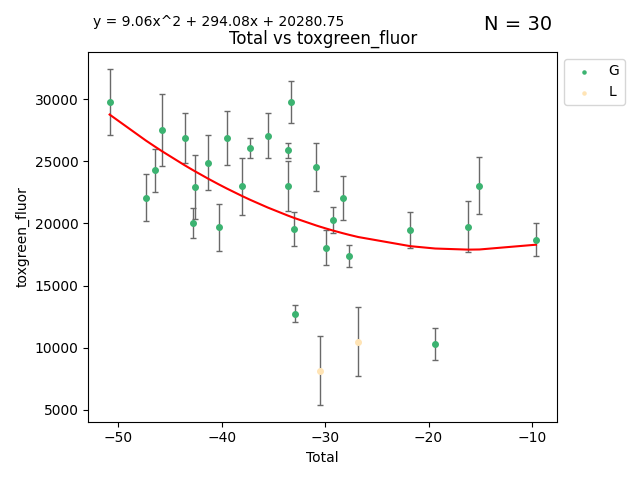 y = 9.06x^2 + 294.08x + 20280.75
N = 30
Total vs toxgreen_fluor
G
L
30000
25000
20000
15000
10000
5000
toxgreen_fluor
−50
−40
−30
−20
−10
Total